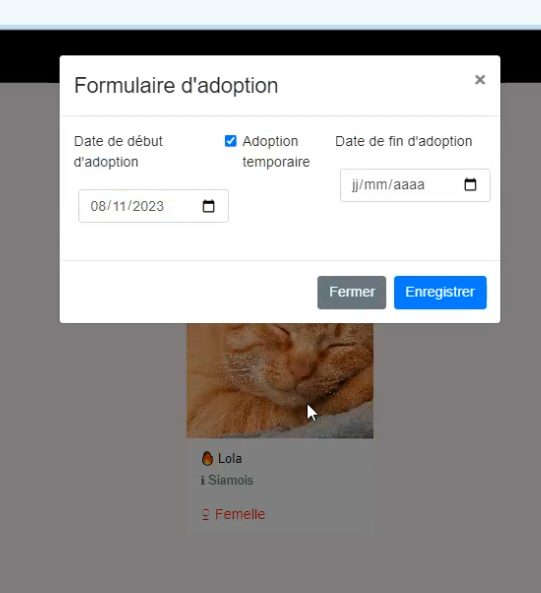 Formulaire d'adoption
×
Date de début
d'adoption
Adoption
temporaire
Date de fin d'adoption
08/11/2023
jj/mm/aaaa
Fermer
Enregistrer
Lola
i Siamois
♀ Femelle